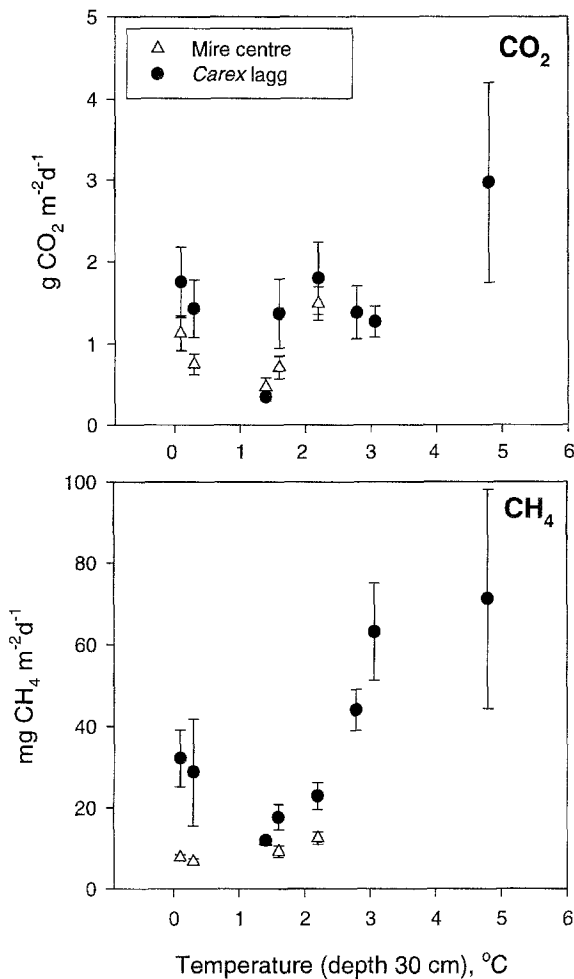 5
CO₂
Mire centre
Carex lagg
4
3
2
1
0
g CO₂ m⁻²d⁻¹
0 1 2 3 4 5 6
100
CH₄
80
60
40
20
0
mg CH₄ m⁻²d⁻¹
0 1 2 3 4 5 6
Temperature (depth 30 cm), °C